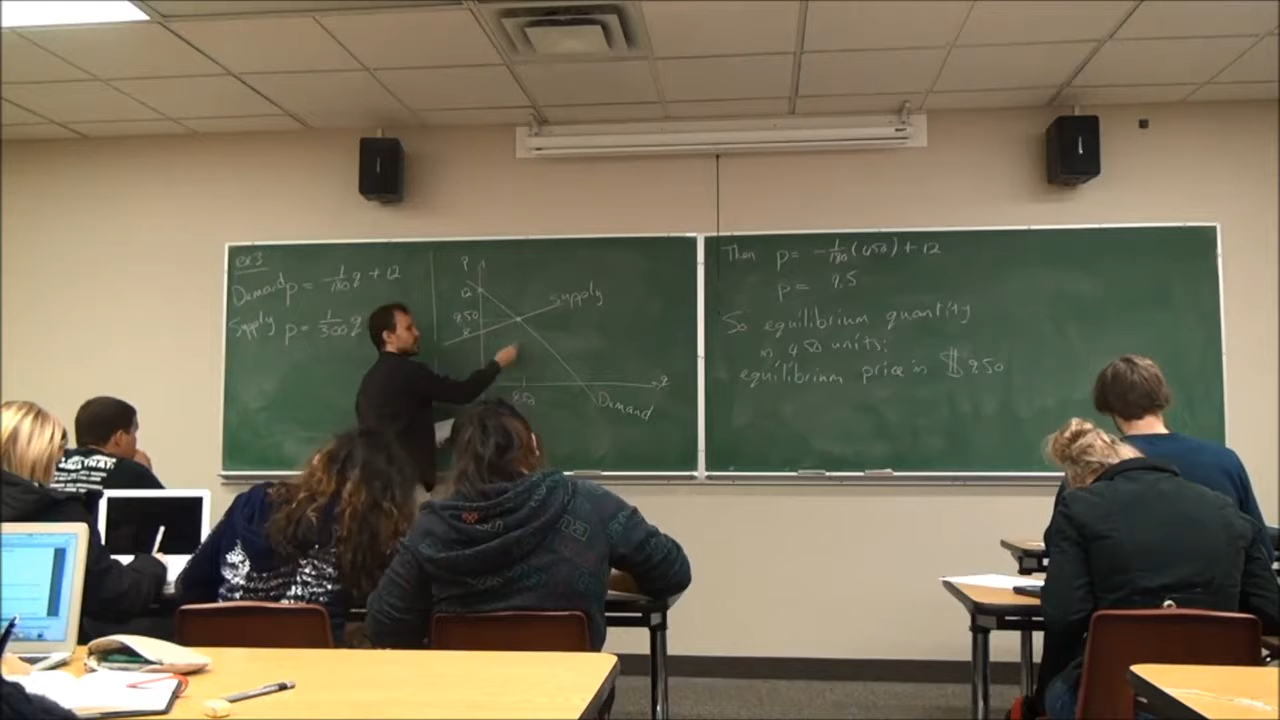 ex3
Demand p = -1/180 q + 12
Supply p = 1/300 q
P
12
9.50
8
supply
q
450
Demand
Then p = -1/180 (450) + 12
p = 9.5
So equilibrium quantity
is 450 units;
equilibrium price is $9.50